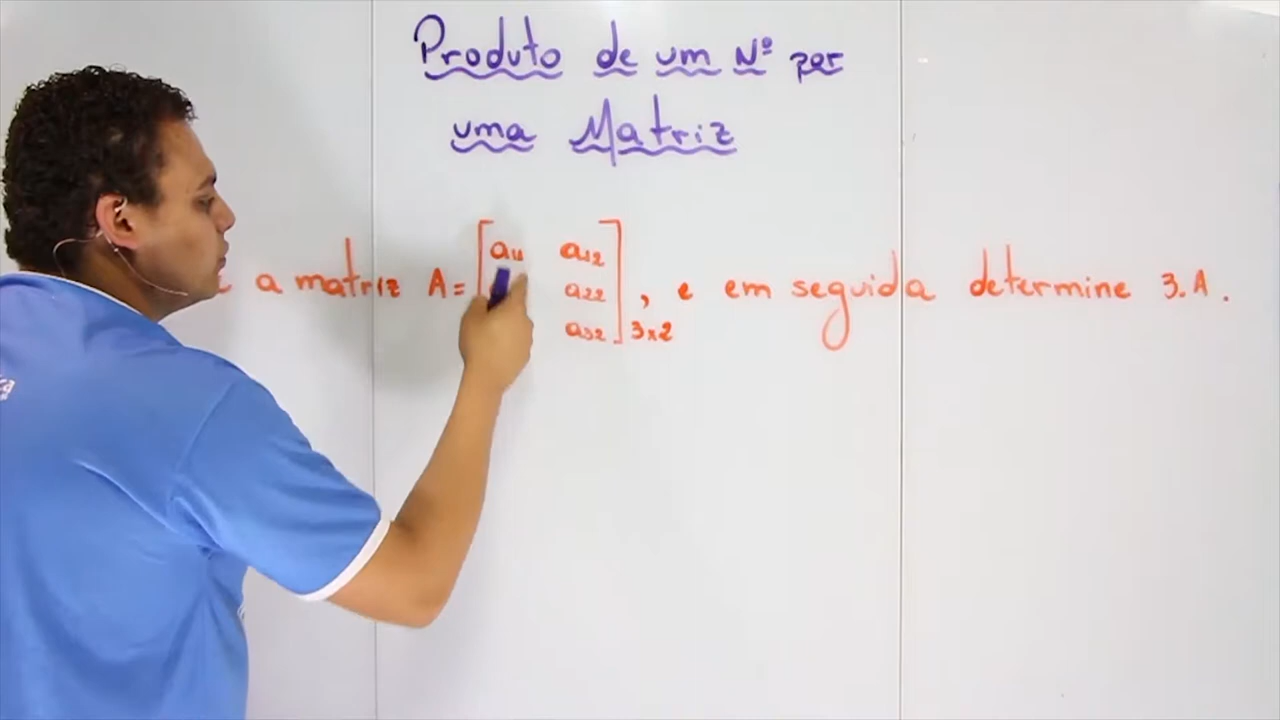 Produto de um Nº por
uma Matriz
a11 a12
a matriz A = a22 , e em seguida determine 3.A.
a32 3x2